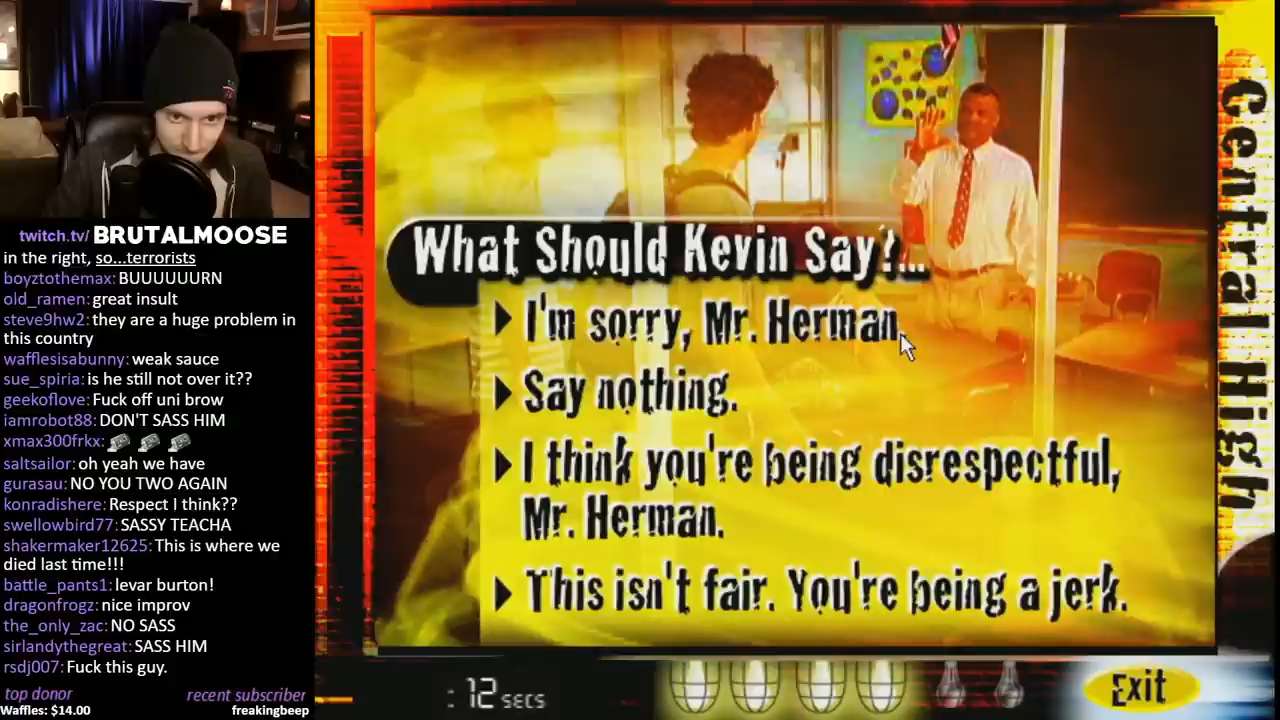 twitch.tv/BRUTALMOOSE
in the right, so...terrorists
boyztothemax: BUUUUUURN
old_ramen: great insult
steve9hw2: they are a huge problem in
this country
wafflesisabunny: weak sauce
sue_spiria: is he still not over it??
geekoflove: Fuck off uni brow
iamrobot88: DON'T SASS HIM
xmax300frkx:
saltsailor: oh yeah we have
gurasau: NO YOU TWO AGAIN
konradishere: Respect I think??
swellowbird77: SASSY TEACHA
shakermaker12625: This is where we
died last time!!!
battle_pants1: levar burton!
dragonfrogz: nice improv
the_only_zac: NO SASS
sirlandythegreat: SASS HIM
rsdj007: Fuck this guy.
top donor
Waffles: $14.00
recent subscriber
freakingbeep
What Should Kevin Say?...
I'm sorry, Mr. Herman.
Say nothing.
I think you're being disrespectful,
Mr. Herman.
This isn't fair. You're being a jerk.
: 12 SECS
Exit
Central High